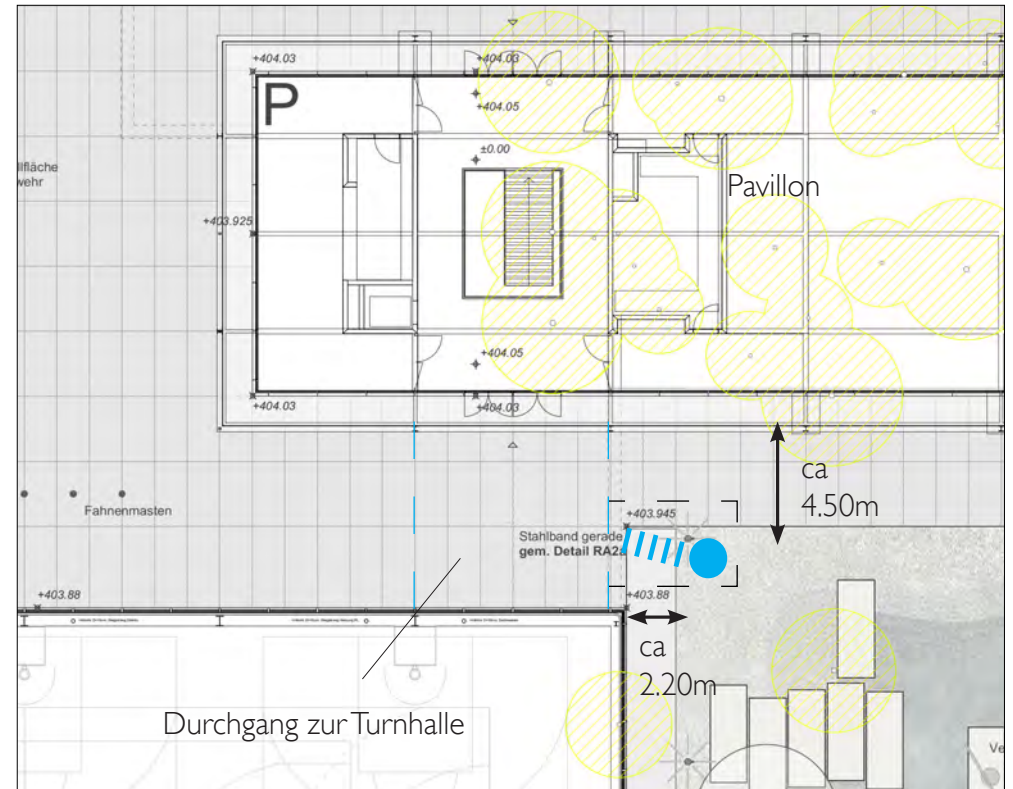 +404.03
+404.03
P
+404.05
±0.00
llfläche
wehr
Pavillon
+403.925
+404.05
+404.03
+404.03
ca
4.50m
Fahnenmasten
+403.945
Stahlband gerade
gem. Detail RA2
+403.88
+403.88
ca
2.20m
Durchgang zur Turnhalle
Ve